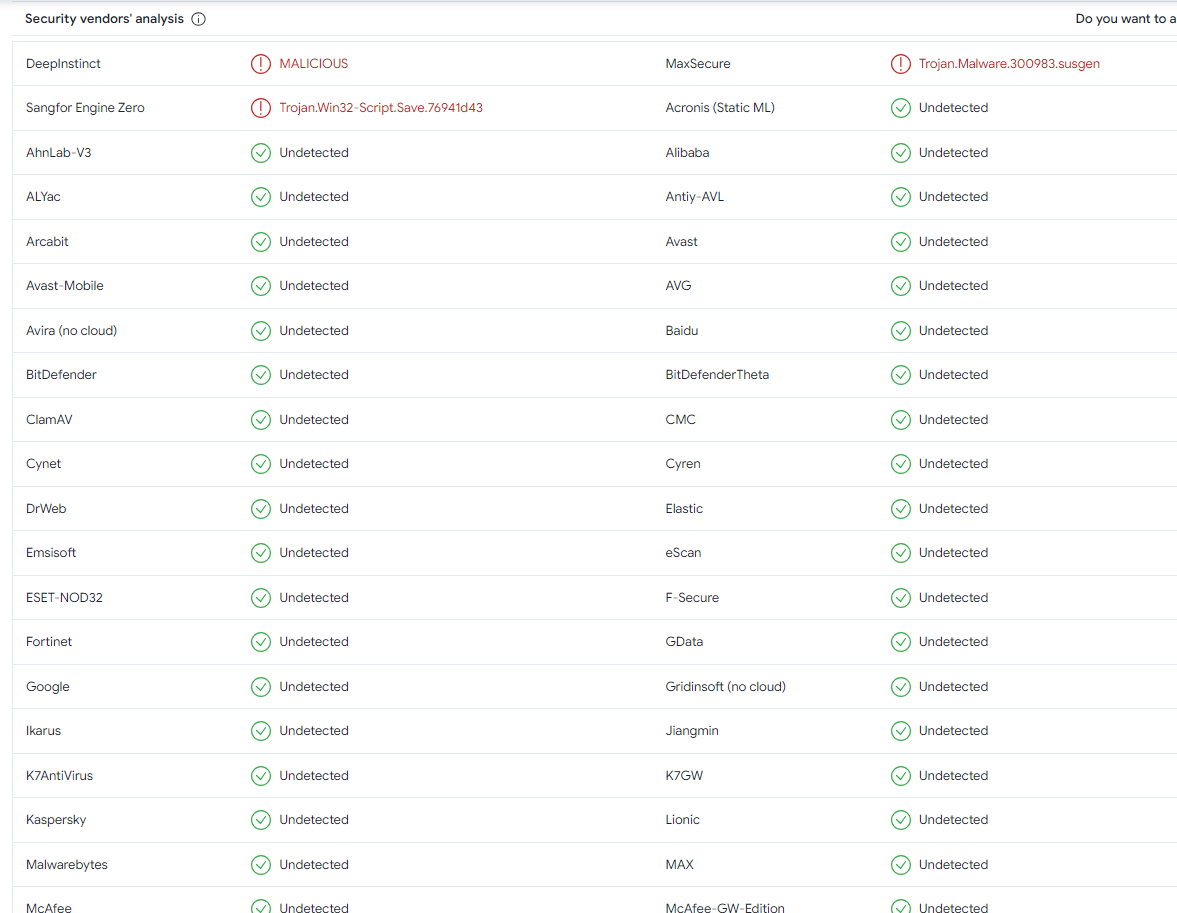 Security vendors' analysis
Do you want to a
DeepInstinct MALICIOUS MaxSecure Trojan.Malware.300983.susgen
Sangfor Engine Zero Trojan.Win32-Script.Save.76941d43 Acronis (Static ML) Undetected
AhnLab-V3 Undetected Alibaba Undetected
ALYac Undetected Antiy-AVL Undetected
Arcabit Undetected Avast Undetected
Avast-Mobile Undetected AVG Undetected
Avira (no cloud) Undetected Baidu Undetected
BitDefender Undetected BitDefenderTheta Undetected
ClamAV Undetected CMC Undetected
Cynet Undetected Cyren Undetected
DrWeb Undetected Elastic Undetected
Emsisoft Undetected eScan Undetected
ESET-NOD32 Undetected F-Secure Undetected
Fortinet Undetected GData Undetected
Google Undetected Gridinsoft (no cloud) Undetected
Ikarus Undetected Jiangmin Undetected
K7AntiVirus Undetected K7GW Undetected
Kaspersky Undetected Lionic Undetected
Malwarebytes Undetected MAX Undetected
McAfee Undetected McAfee-GW-Edition Undetected